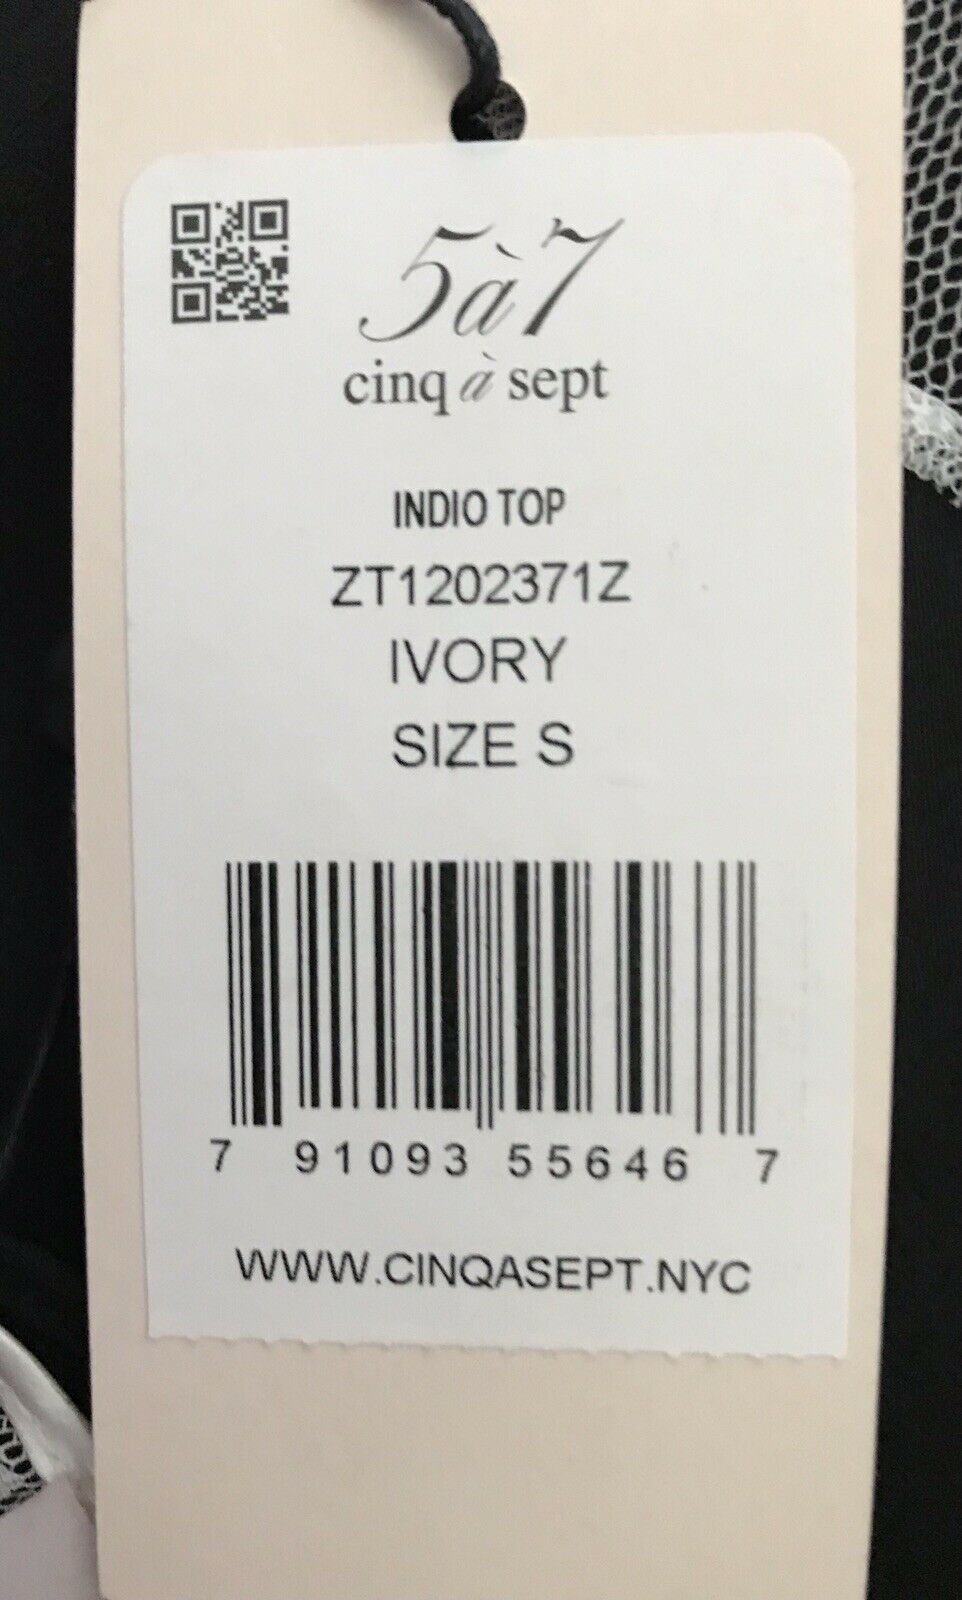 5à7
cinq à sept
INDIO TOP
ZT1202371Z
IVORY
SIZE S
7 91093 55646 7
WWW.CINQASEPT.NYC